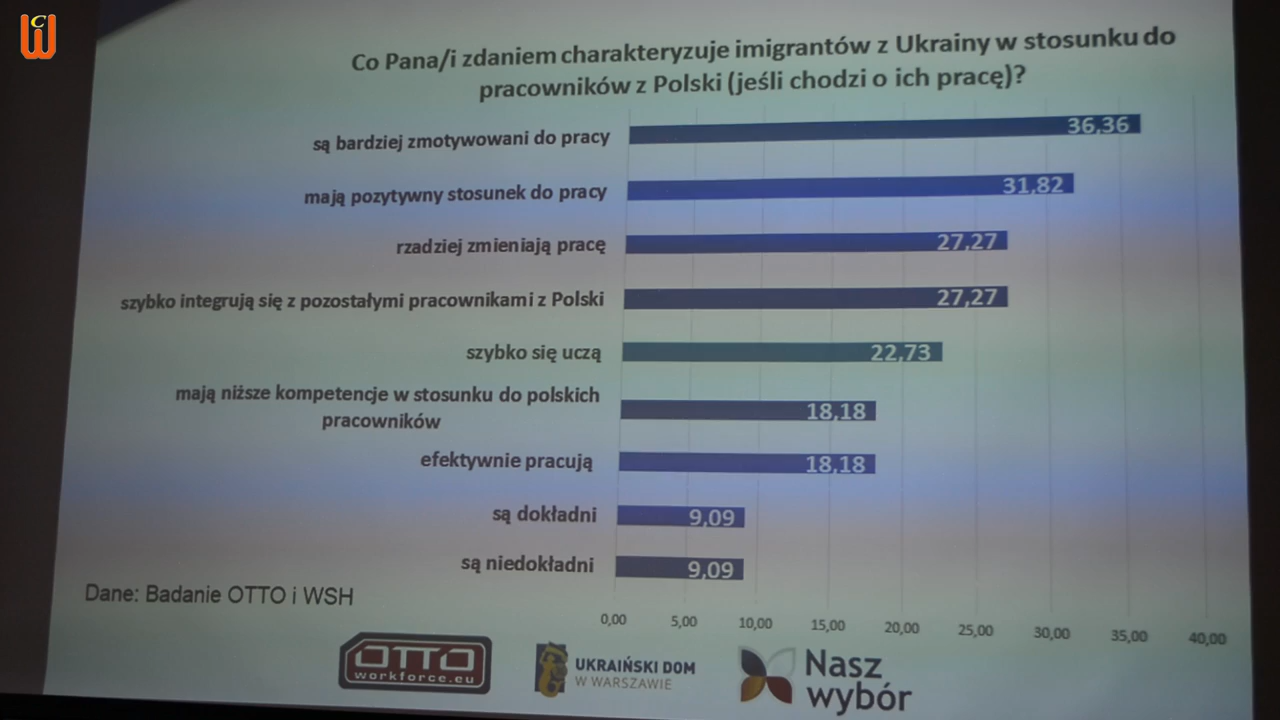 Co Pana/i zdaniem charakteryzuje imigrantów z Ukrainy w stosunku do
pracowników z Polski (jeśli chodzi o ich pracę)?
są bardziej zmotywowani do pracy 36,36
mają pozytywny stosunek do pracy 31,82
rzadziej zmieniają pracę 27,27
szybko integrują się z pozostałymi pracownikami z Polski 27,27
szybko się uczą 22,73
mają niższe kompetencje w stosunku do polskich
pracowników 18,18
efektywnie pracują 18,18
są dokładni 9,09
są niedokładni 9,09
0,00 5,00 10,00 15,00 20,00 25,00 30,00 35,00 40,00
Dane: Badanie OTTO i WSH
OTTO
workforce.eu
UKRAIŃSKI DOM
W WARSZAWIE
Nasz
wybór